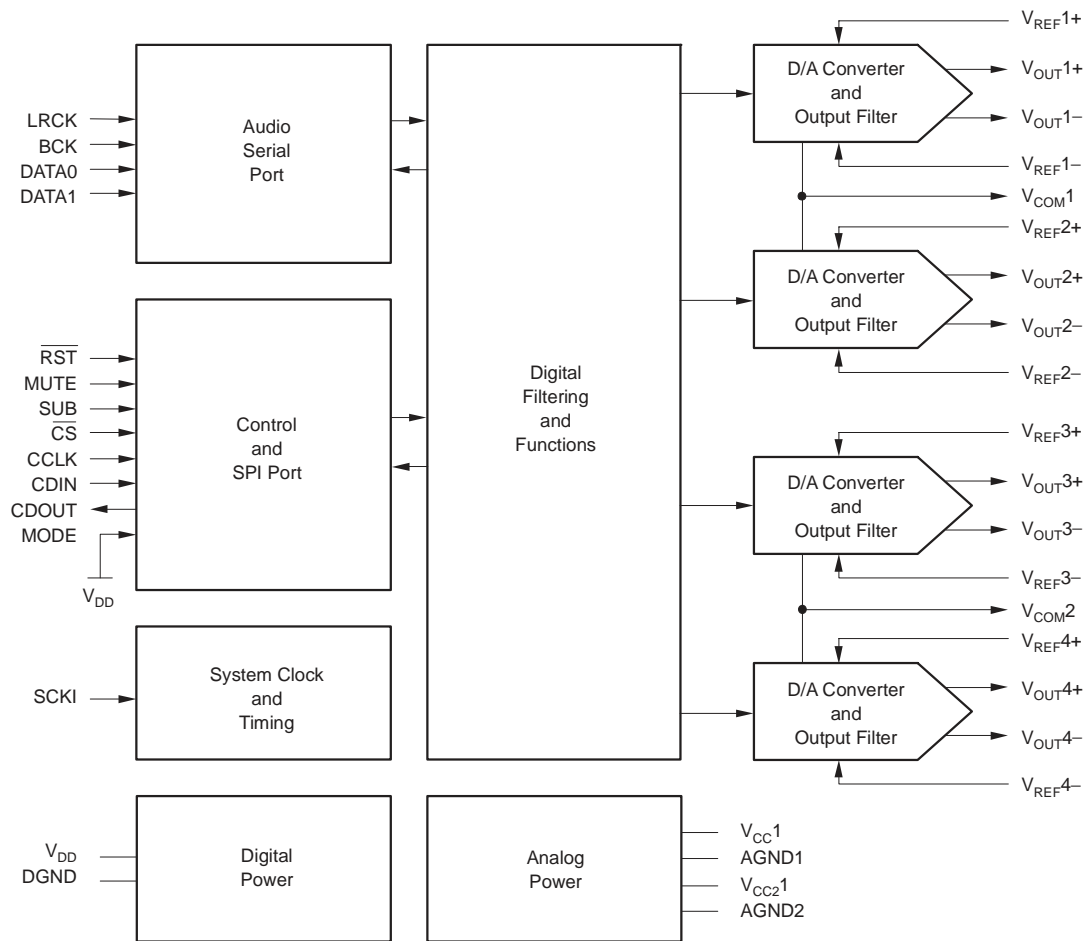 LRCK
BCK
DATA0
DATA1
Audio
Serial
Port
RST
MUTE
SUB
CS
CCLK
CDIN
CDOUT
MODE
VDD
Control
and
SPI Port
SCKI
System Clock
and
Timing
VDD
DGND
Digital
Power
Digital
Filtering
and
Functions
Analog
Power
VCC1
AGND1
VCC21
AGND2
D/A Converter
and
Output Filter
VREF1+
VOUT1+
VOUT1−
VREF1−
VCOM1
D/A Converter
and
Output Filter
VREF2+
VOUT2+
VOUT2−
VREF2−
D/A Converter
and
Output Filter
VREF3+
VOUT3+
VOUT3−
VREF3−
VCOM2
D/A Converter
and
Output Filter
VREF4+
VOUT4+
VOUT4−
VREF4−